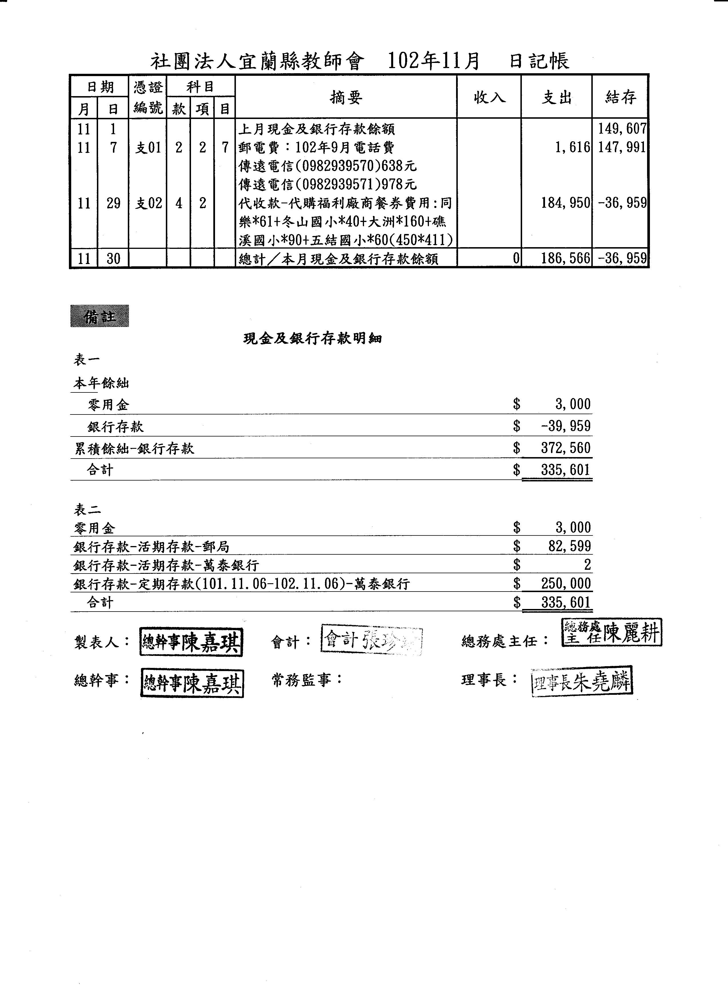 社團法人宜蘭縣教師會 102年11月 日記帳
日期 憑證編號 科目 摘要 收入 支出 結存
月 日 款 項 目
11 1 上月現金及銀行存款餘額 149,607
11 7 支01 2 2 7 郵電費：102年9月電話費 1,616 147,991
傳遠電信(0982939570)638元
傳遠電信(0982939571)978元
11 29 支02 4 2 代收款-代購福利廠商餐券費用:同 184,950 -36,959
樂*61+冬山國小*40+大洲*160+礁
溪國小*90+五結國小*60(450*411)
11 30 總計／本月現金及銀行存款餘額 0 186,566 -36,959
備註
現金及銀行存款明細
表一
本年餘絀
零用金 $ 3,000
銀行存款 $ -39,959
累積餘絀-銀行存款 $ 372,560
合計 $ 335,601
表二
零用金 $ 3,000
銀行存款-活期存款-郵局 $ 82,599
銀行存款-活期存款-萬泰銀行 $ 2
銀行存款-定期存款(101.11.06-102.11.06)-萬泰銀行 $ 250,000
合計 $ 335,601
製表人： 總幹事陳嘉琪 會計： 會計張珍 總務處主任： 總務處主任陳麗耕
總幹事： 總幹事陳嘉琪 常務監事： 理事長： 理事長朱堯麟